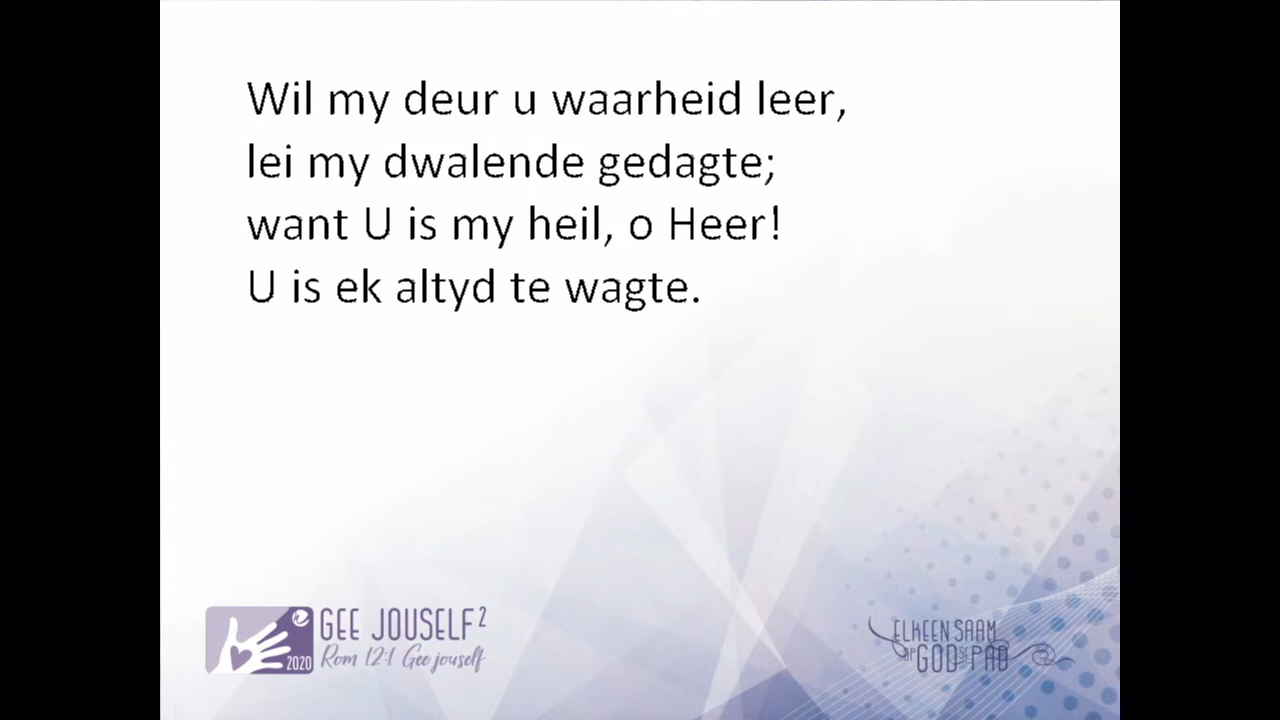 Wil my deur u waarheid leer,
lei my dwalende gedagte;
want U is my heil, o Heer!
U is ek altyd te wagte.
GEE JOUSELF²
2020 Rom 12:1 Gee jouself
ELKEEN SAAM
OP GOD SE PAD